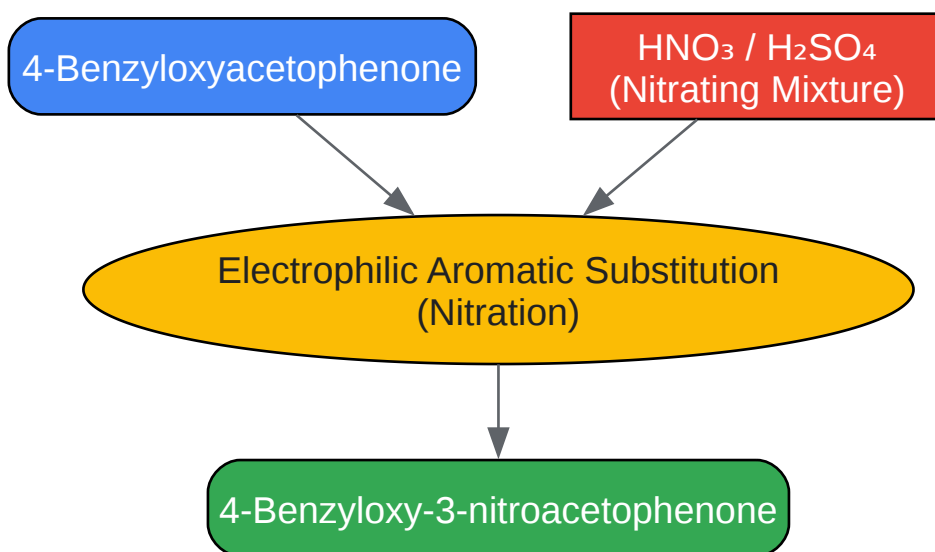 4-Benzyloxyacetophenone
HNO₃ / H₂SO₄
(Nitrating Mixture)
Electrophilic Aromatic Substitution
(Nitration)
4-Benzyloxy-3-nitroacetophenone